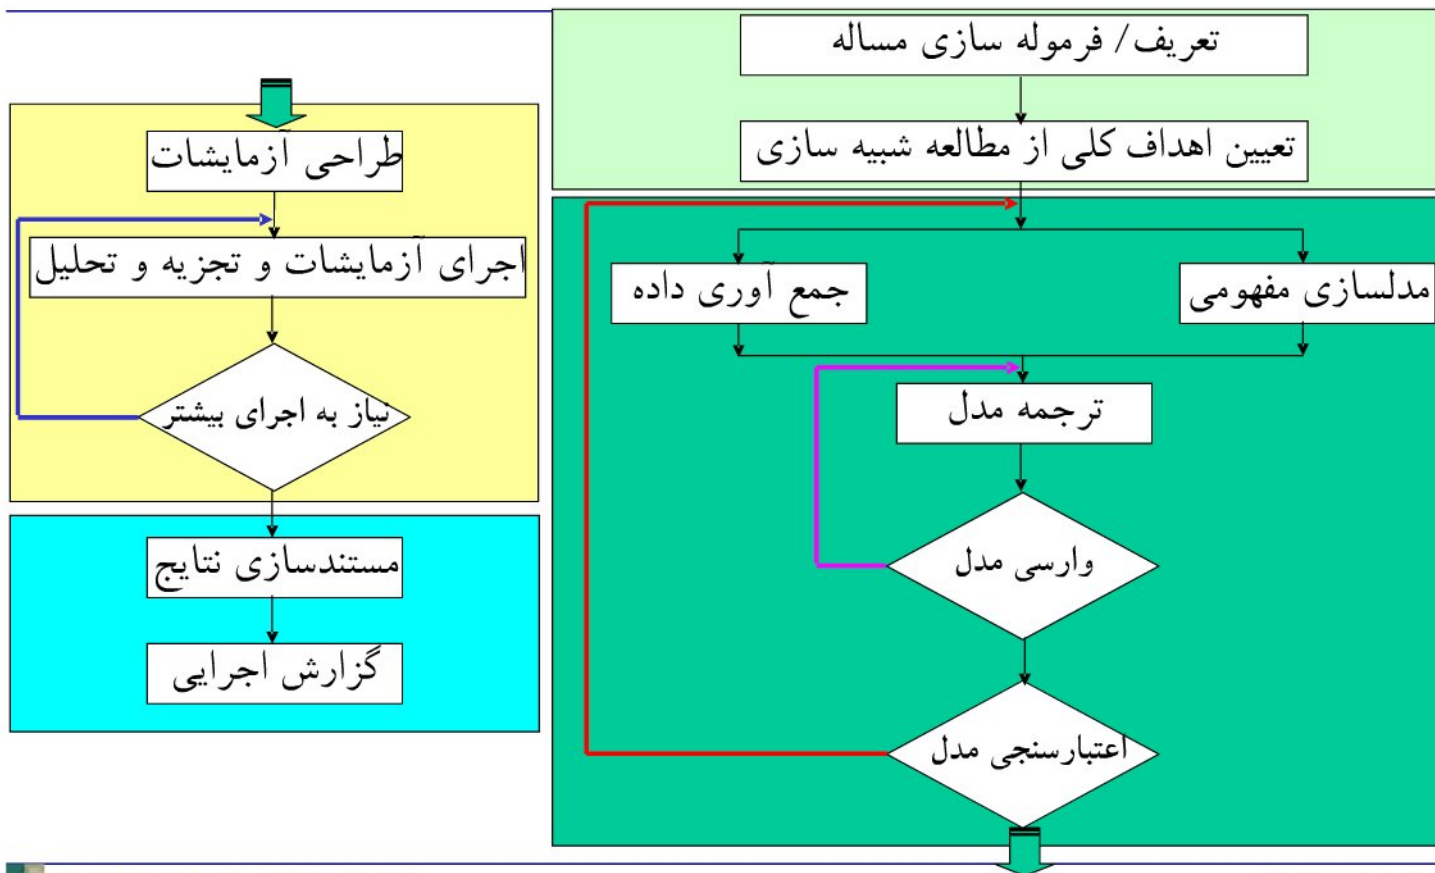 تعریف/ فرموله سازی مساله
تعیین اهداف کلی از مطالعه شبیه سازی
مدلسازی مفهومی
جمع آوری داده
ترجمه مدل
وارسی مدل
اعتبارسنجی مدل
طراحی آزمایشات
اجرای آزمایشات و تجزیه و تحلیل
نیاز به اجرای بیشتر
مستندسازی نتایج
گزارش اجرایی